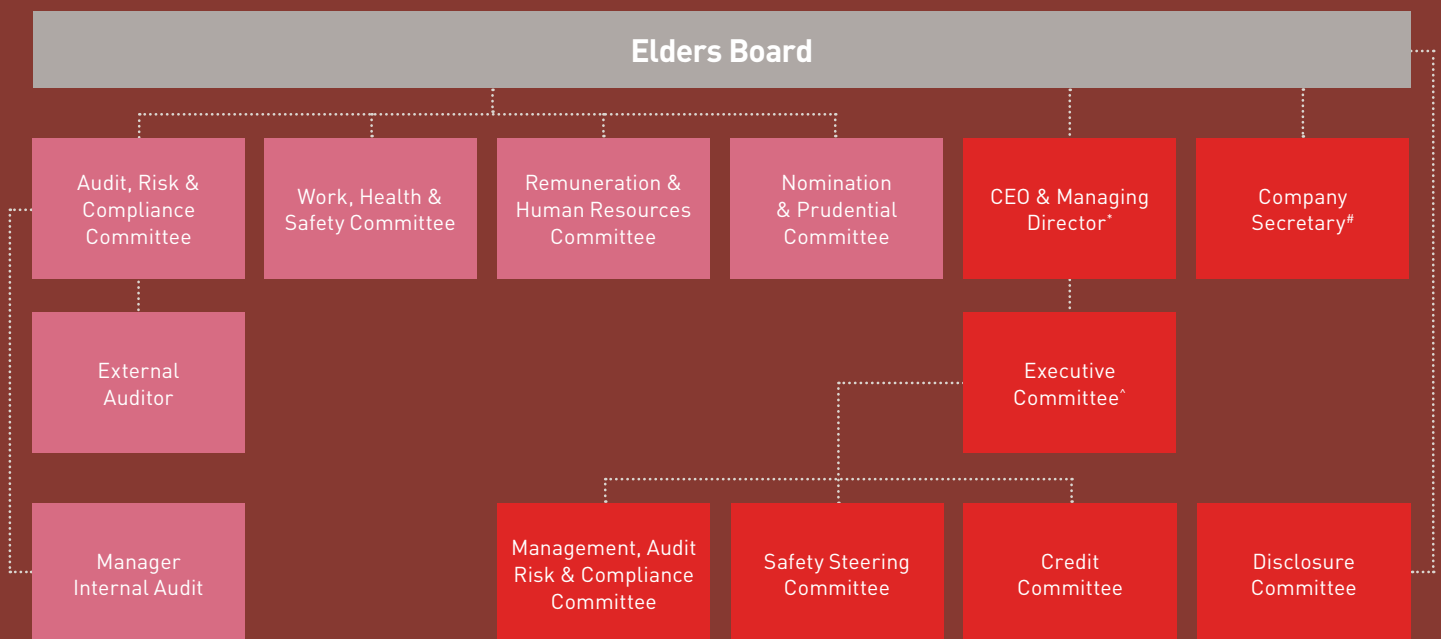 Elders Board
Audit, Risk &
Compliance
Committee
Work, Health &
Safety Committee
Remuneration &
Human Resources
Committee
Nomination
& Prudential
Committee
CEO & Managing
Director*
Company
Secretary#
External
Auditor
Executive
Committee^
Manager
Internal Audit
Management, Audit
Risk & Compliance
Committee
Safety Steering
Committee
Credit
Committee
Disclosure
Committee